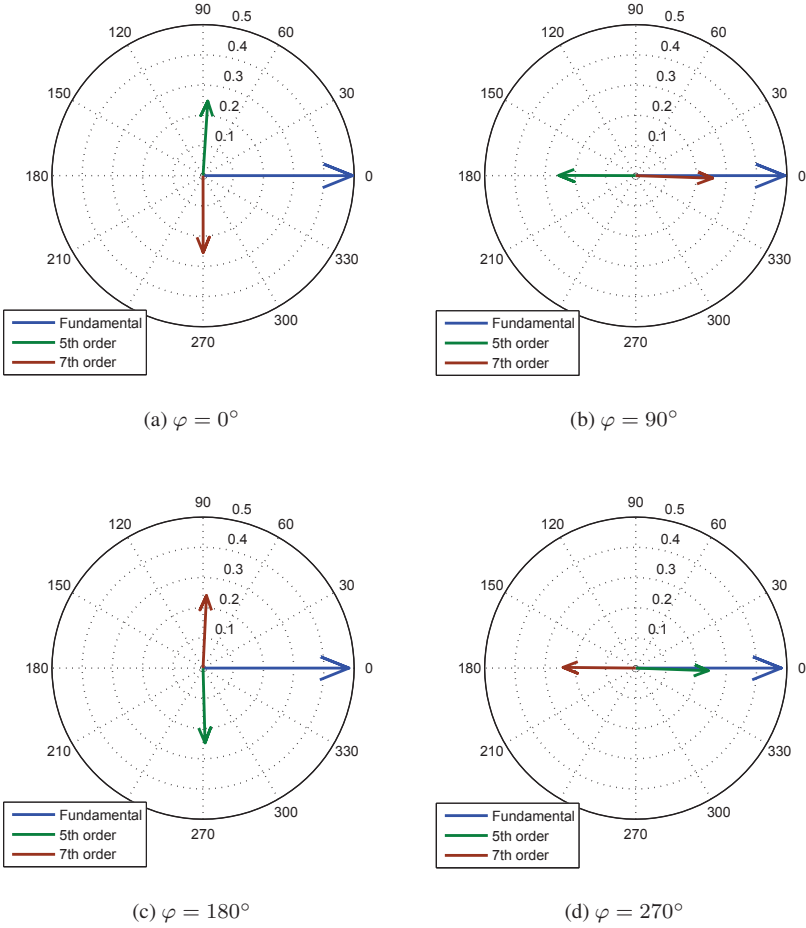 90 0.5
120 60
0.4
0.3
150 30
0.2
0.1
180 0
210 330
240 300
270
Fundamental
5th order
7th order
(a) φ = 0°
90 0.5
120 60
0.4
0.3
150 30
0.2
0.1
180 0
210 330
300
270
Fundamental
5th order
7th order
(b) φ = 90°
90 0.5
120 60
0.4
0.3
150 30
0.2
0.1
180 0
210 330
300
270
Fundamental
5th order
7th order
(c) φ = 180°
90 0.5
120 60
0.4
0.3
150 30
0.2
0.1
180 0
210 330
300
270
Fundamental
5th order
7th order
(d) φ = 270°